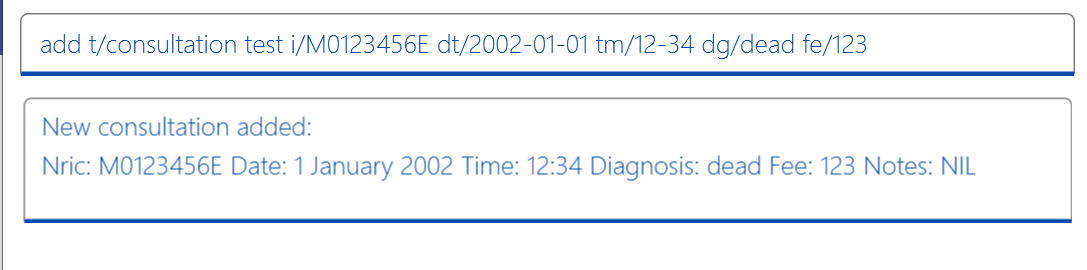 add t/consultation test i/M0123456E dt/2002-01-01 tm/12-34 dg/dead fe/123
New consultation added:
Nric: M0123456E Date: 1 January 2002 Time: 12:34 Diagnosis: dead Fee: 123 Notes: NIL